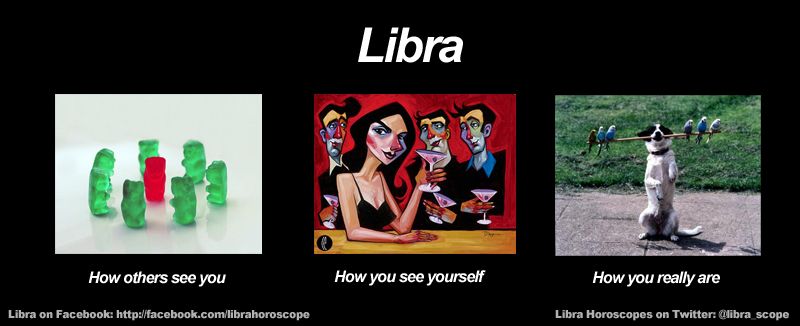 Libra
How others see you
How you see yourself
How you really are
Libra on Facebook: http://facebook.com/librahoroscope
Libra Horoscopes on Twitter: @libra_scope